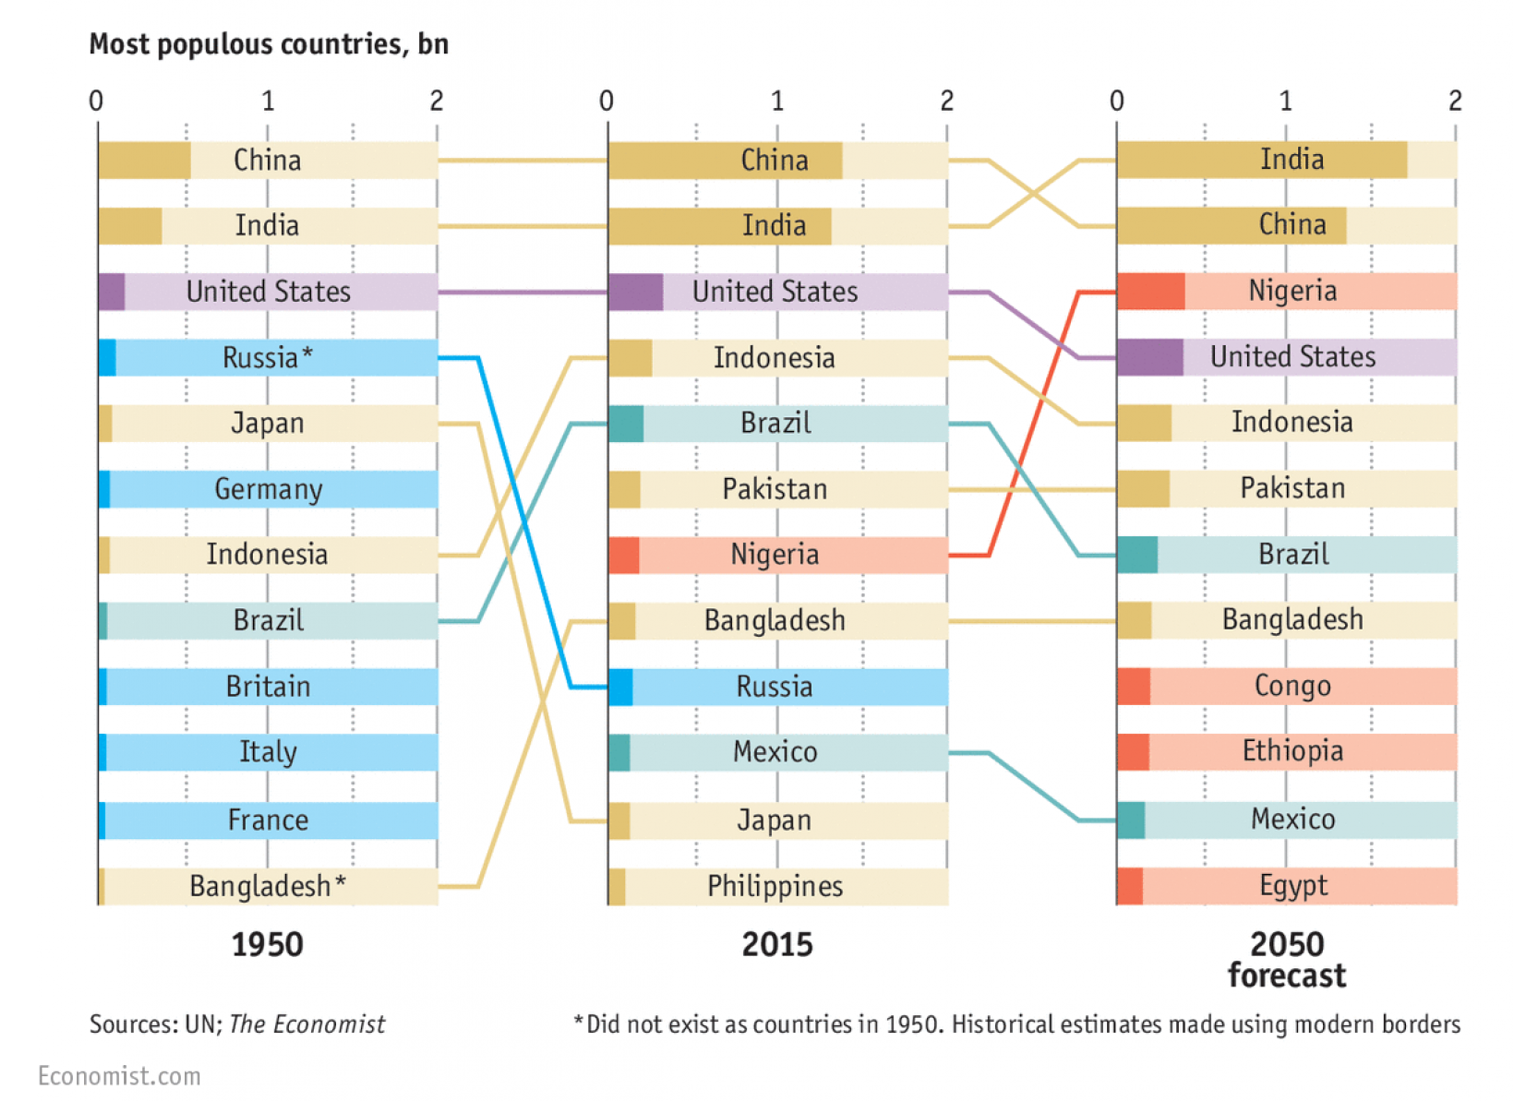 Most populous countries, bn
0 1 2 0 1 2 0 1 2
China China India
India India China
United States United States Nigeria
Russia* Indonesia United States
Japan Brazil Indonesia
Germany Pakistan Pakistan
Indonesia Nigeria Brazil
Brazil Bangladesh Bangladesh
Britain Russia Congo
Italy Mexico Ethiopia
France Japan Mexico
Bangladesh* Philippines Egypt
1950 2015 2050
forecast
Sources: UN; The Economist *Did not exist as countries in 1950. Historical estimates made using modern borders
Economist.com